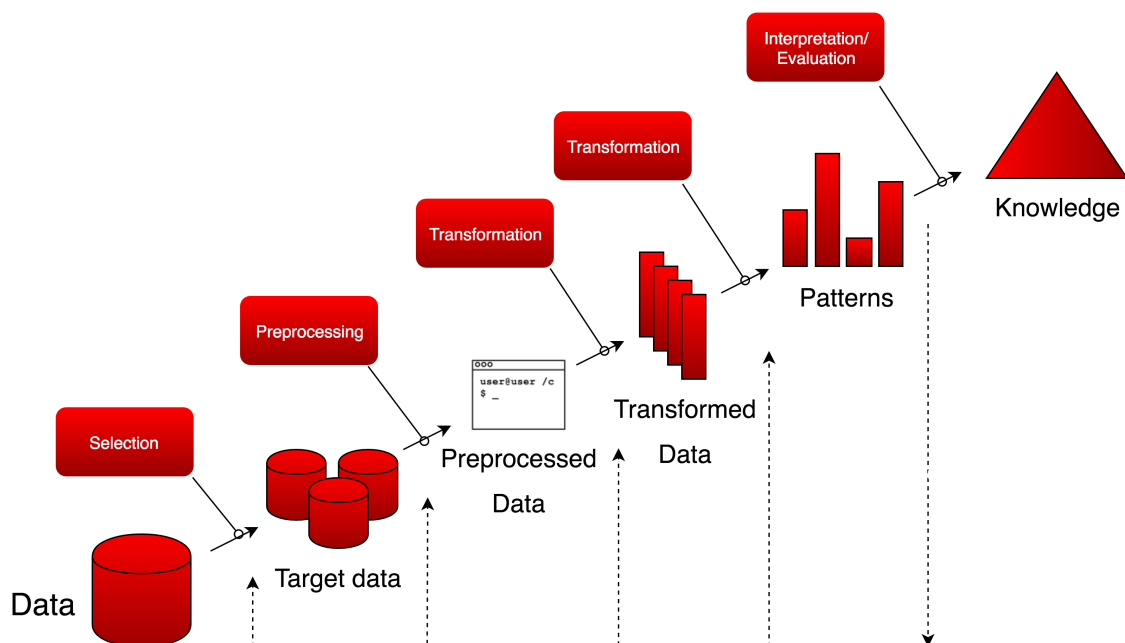 Interpretation/
Evaluation
Transformation
Knowledge
Transformation
Patterns
Preprocessing
user@user /c
$ _
Transformed
Data
Selection
Preprocessed
Data
Target data
Data